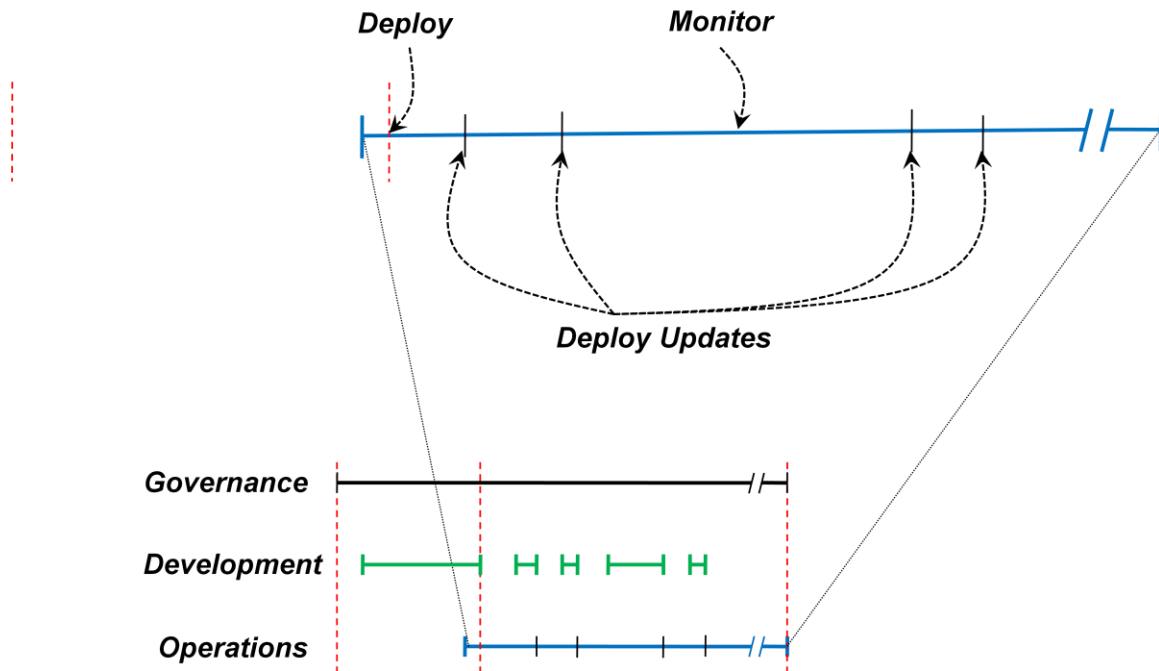 Deploy
Monitor
Deploy Updates
Governance
Development
Operations